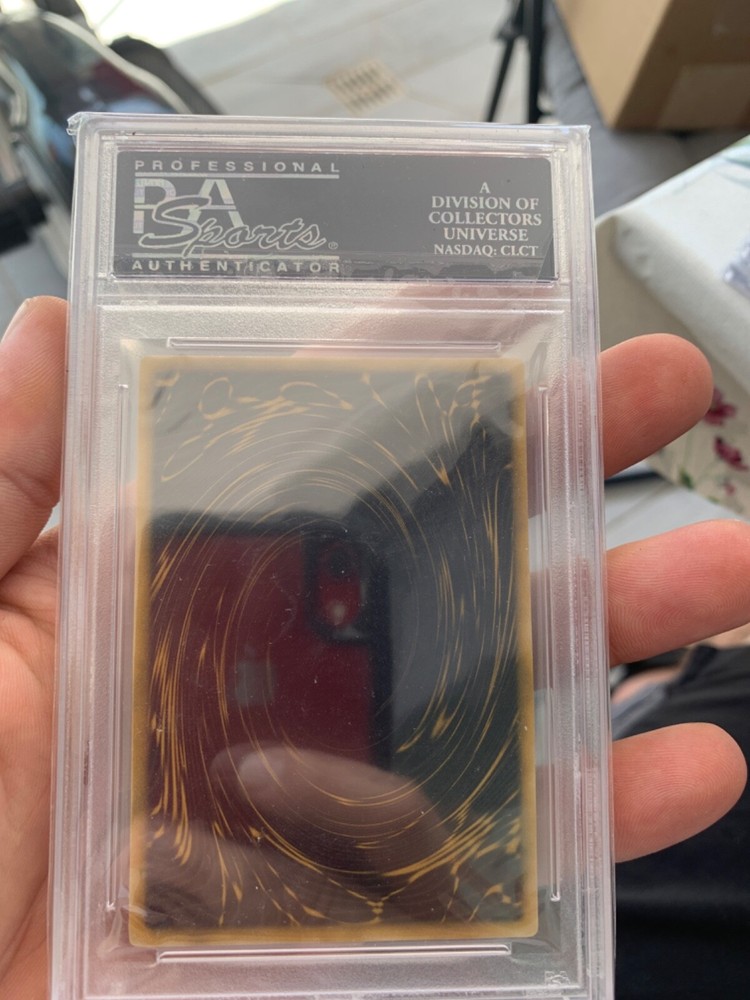 PROFESSIONAL
PSA
Sports®
AUTHENTICATOR
A
DIVISION OF
COLLECTORS
UNIVERSE
NASDAQ: CLCT